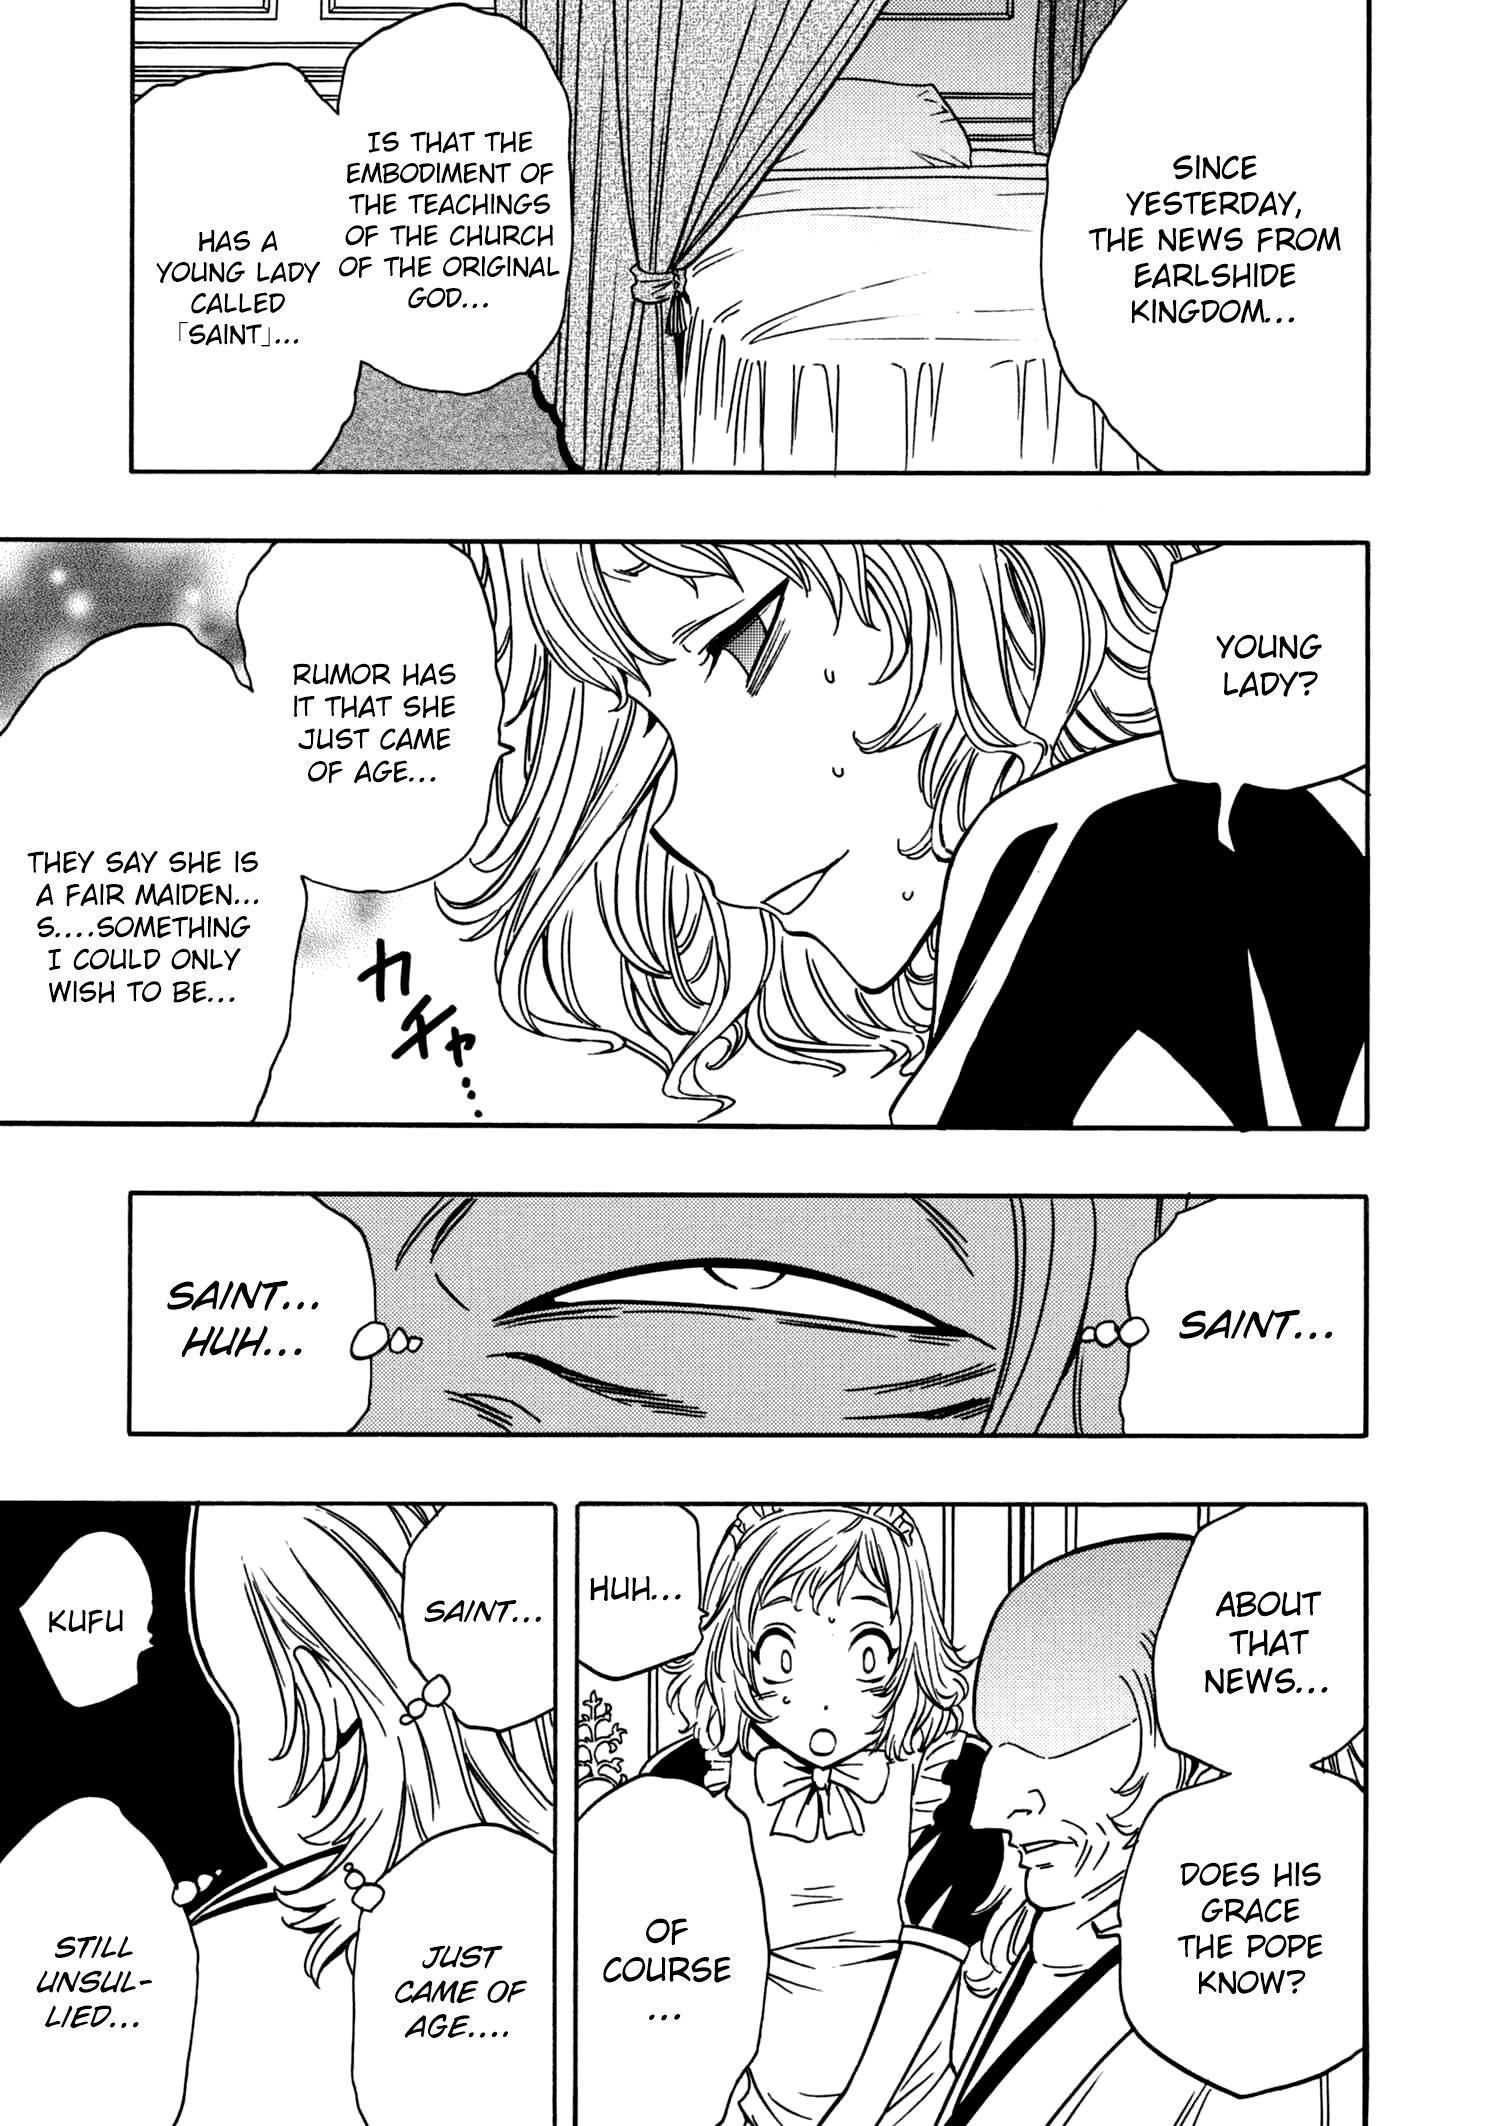 SINCE
YESTERDAY,
THE NEWS FROM
EARLSHIDE
KINGDOM...
IS THAT THE
EMBODIMENT OF
THE TEACHINGS
OF THE CHURCH
OF THE ORIGINAL
GOD...
HAS A
YOUNG LADY
CALLED
「SAINT」...
YOUNG
LADY?
RUMOR HAS
IT THAT SHE
JUST CAME
OF AGE...
THEY SAY SHE IS
A FAIR MAIDEN...
S....SOMETHING
I COULD ONLY
WISH TO BE...
カチャ...
SAINT...
SAINT...
HUH...
ABOUT
THAT
NEWS...
DOES HIS
GRACE
THE POPE
KNOW?
HUH...
OF
COURSE
...
SAINT...
JUST
CAME OF
AGE....
KUFU
STILL
UNSUL-
LIED...